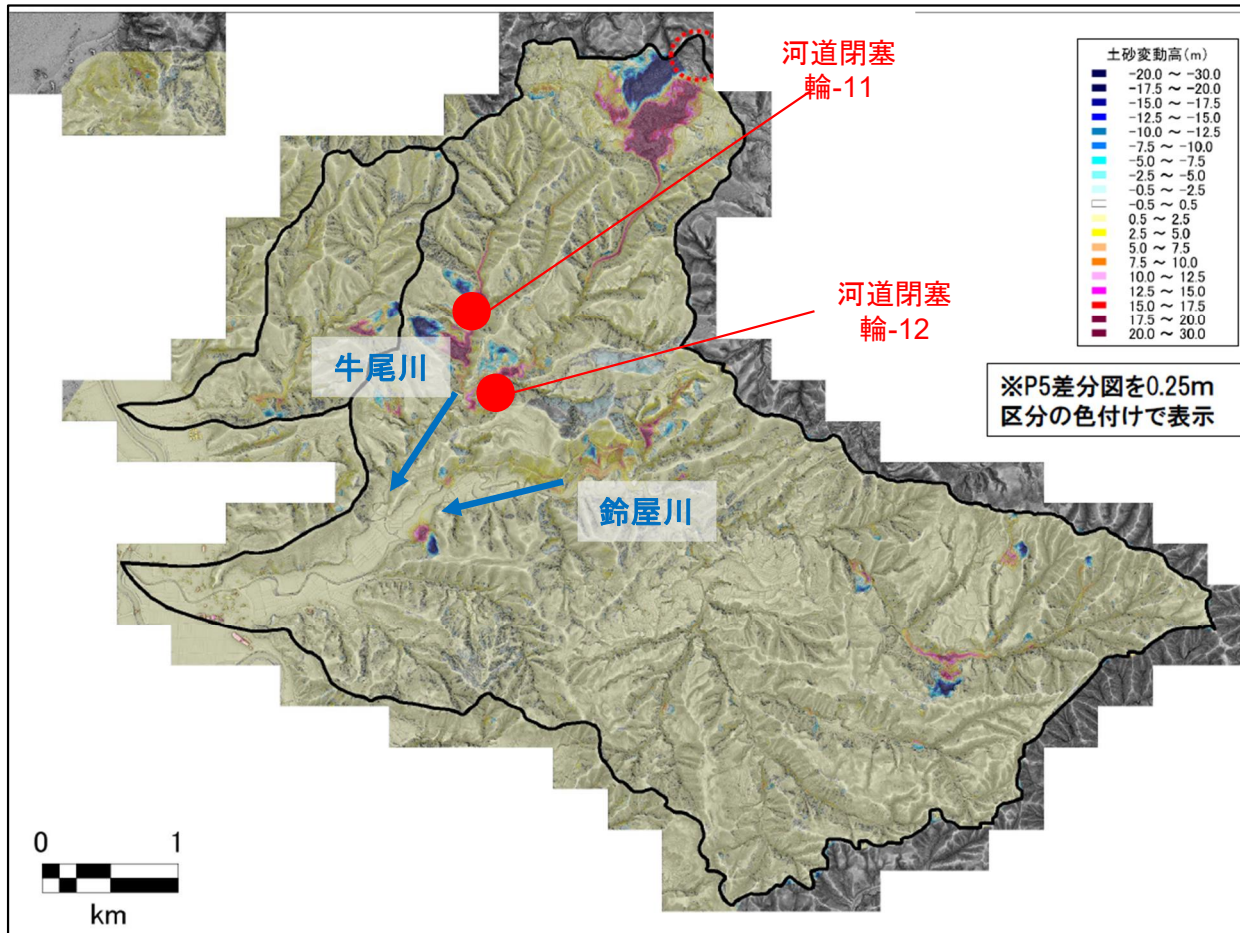 河道閉塞
輪-11
土砂変動高(m)
-20.0 ～ -30.0
-17.5 ～ -20.0
-15.0 ～ -17.5
-12.5 ～ -15.0
-10.0 ～ -12.5
-7.5 ～ -10.0
-5.0 ～ -7.5
-2.5 ～ -5.0
-0.5 ～ -2.5
-0.5 ～ 0.5
0.5 ～ 2.5
2.5 ～ 5.0
5.0 ～ 7.5
7.5 ～ 10.0
10.0 ～ 12.5
12.5 ～ 15.0
15.0 ～ 17.5
17.5 ～ 20.0
20.0 ～ 30.0
河道閉塞
輪-12
牛尾川
※P5差分図を0.25m
区分の色付けで表示
鈴屋川
0 1
km